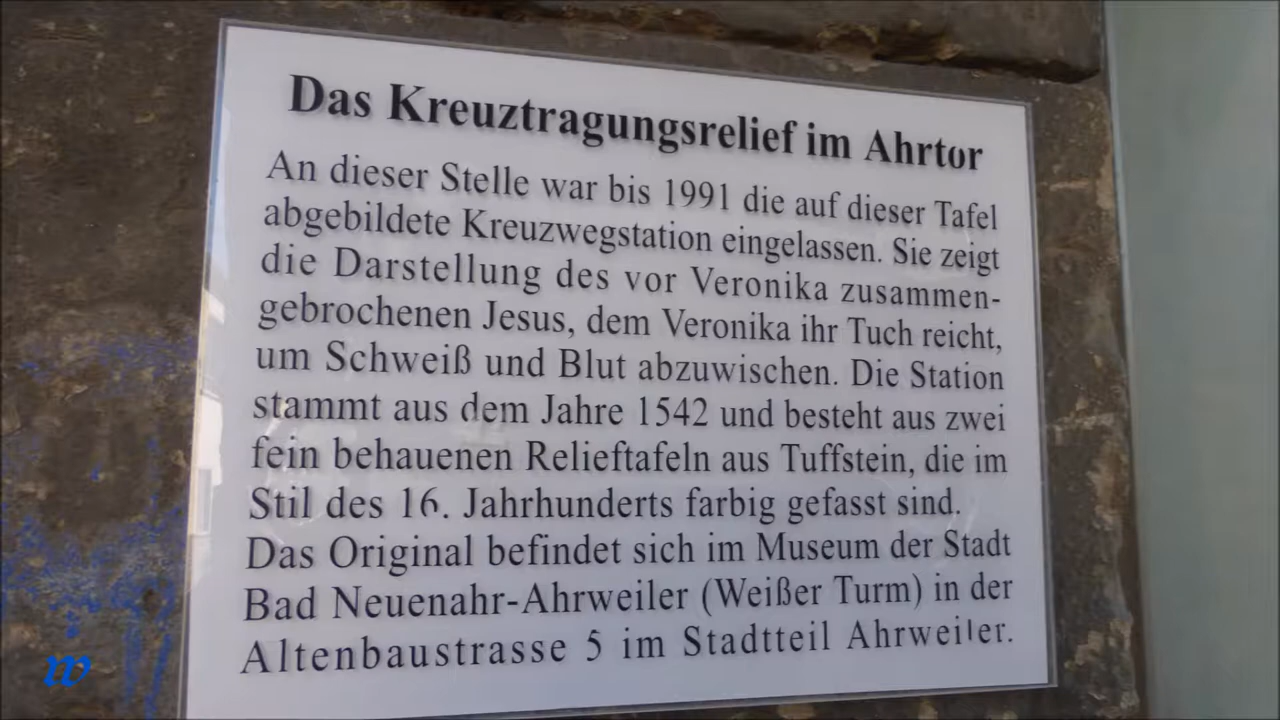 Das Kreuztragungsrelief im Ahrtor
An dieser Stelle war bis 1991 die auf dieser Tafel
abgebildete Kreuzwegstation eingelassen. Sie zeigt
die Darstellung des vor Veronika zusammen-
gebrochenen Jesus, dem Veronika ihr Tuch reicht,
um Schweiß und Blut abzuwischen. Die Station
stammt aus dem Jahre 1542 und besteht aus zwei
fein behauenen Relieftafeln aus Tuffstein, die im
Stil des 16. Jahrhunderts farbig gefasst sind.
Das Original befindet sich im Museum der Stadt
Bad Neuenahr-Ahrweiler (Weißer Turm) in der
Altenbaustrasse 5 im Stadtteil Ahrweiler.
w